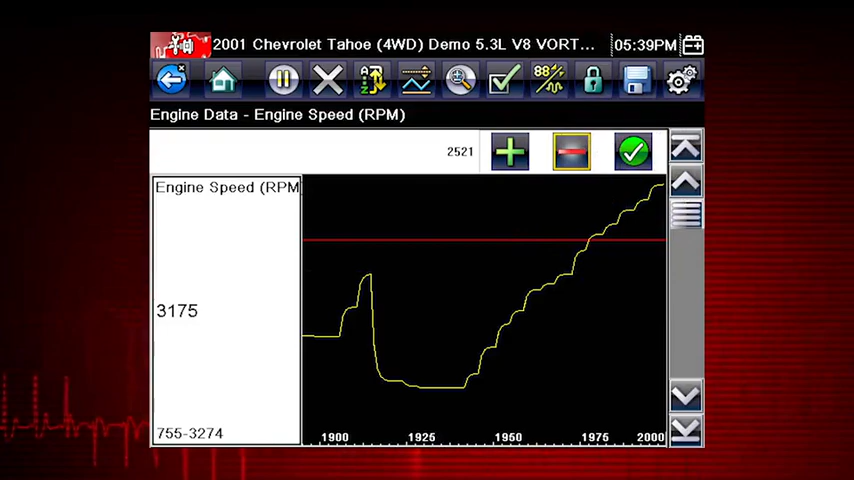 2001 Chevrolet Tahoe (4WD) Demo 5.3L V8 VORT... 05:39PM
Engine Data - Engine Speed (RPM)
2521
Engine Speed (RPM
3175
755-3274
1900 1925 1950 1975 2000